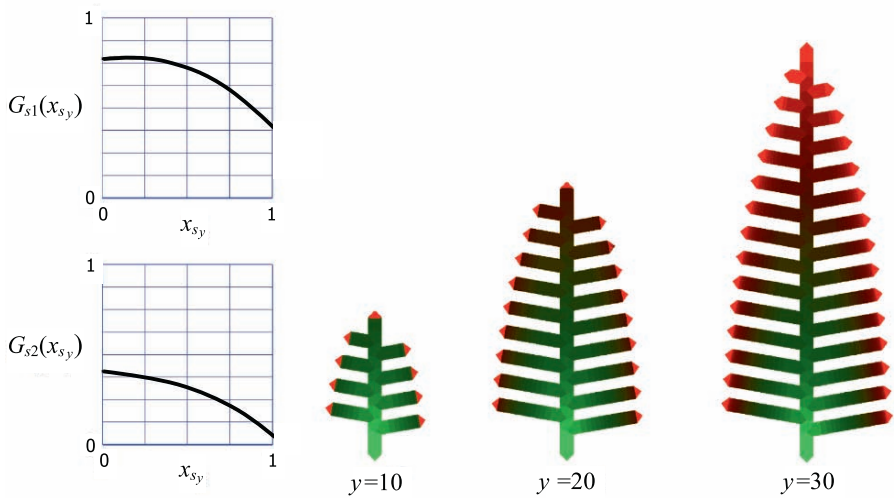 1
G_{s1}(x_{s_y})
0
0
1
x_{s_y}
1
G_{s2}(x_{s_y})
0
0
1
x_{s_y}
y=10
y =20
y=30